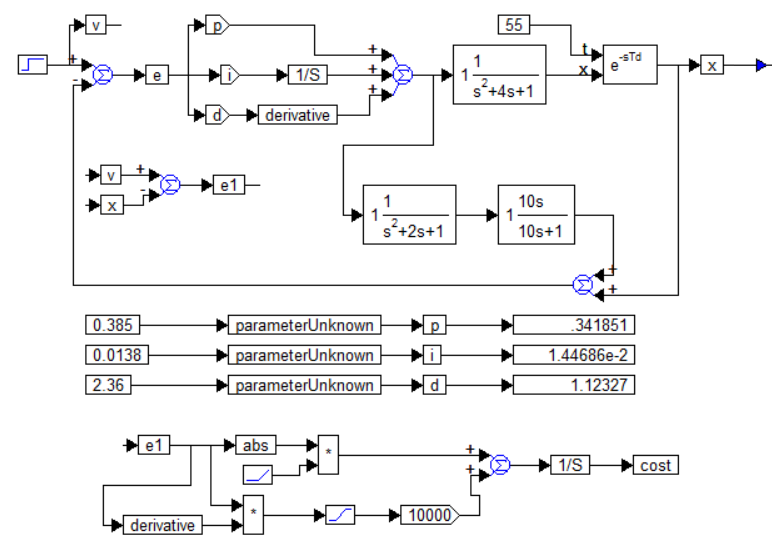 v
p
55
+
+
t
-
e
i
1/S
+
1
1
s²+4s+1
x
e^-sTd
x
+
d
derivative
v
+
-
e1
x
1
1
s²+2s+1
1
10s
10s+1
+
+
0.385
parameterUnknown
p
.341851
0.0138
parameterUnknown
i
1.44686e-2
2.36
parameterUnknown
d
1.12327
e1
abs
*
+
+
1/S
cost
derivative
*
10000